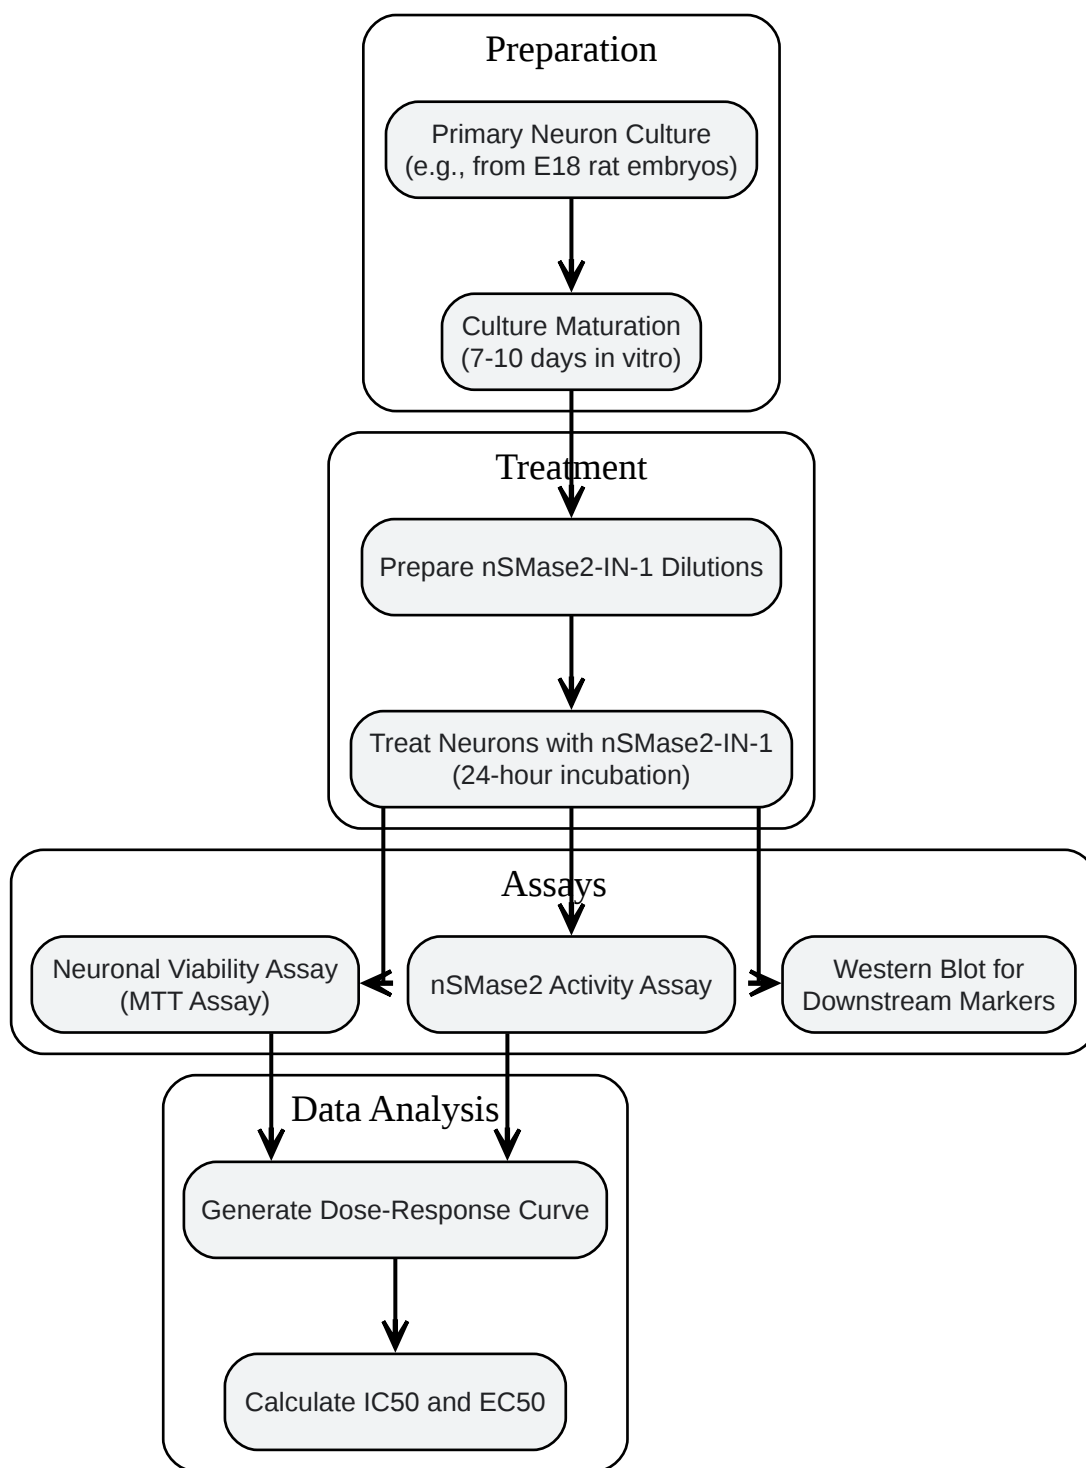 Preparation
Primary Neuron Culture
(e.g., from E18 rat embryos)
Culture Maturation
(7-10 days in vitro)
Treatment
Prepare nSMase2-IN-1 Dilutions
Treat Neurons with nSMase2-IN-1
(24-hour incubation)
Assays
Neuronal Viability Assay
(MTT Assay)
nSMase2 Activity Assay
Western Blot for
Downstream Markers
Data Analysis
Generate Dose-Response Curve
Calculate IC50 and EC50